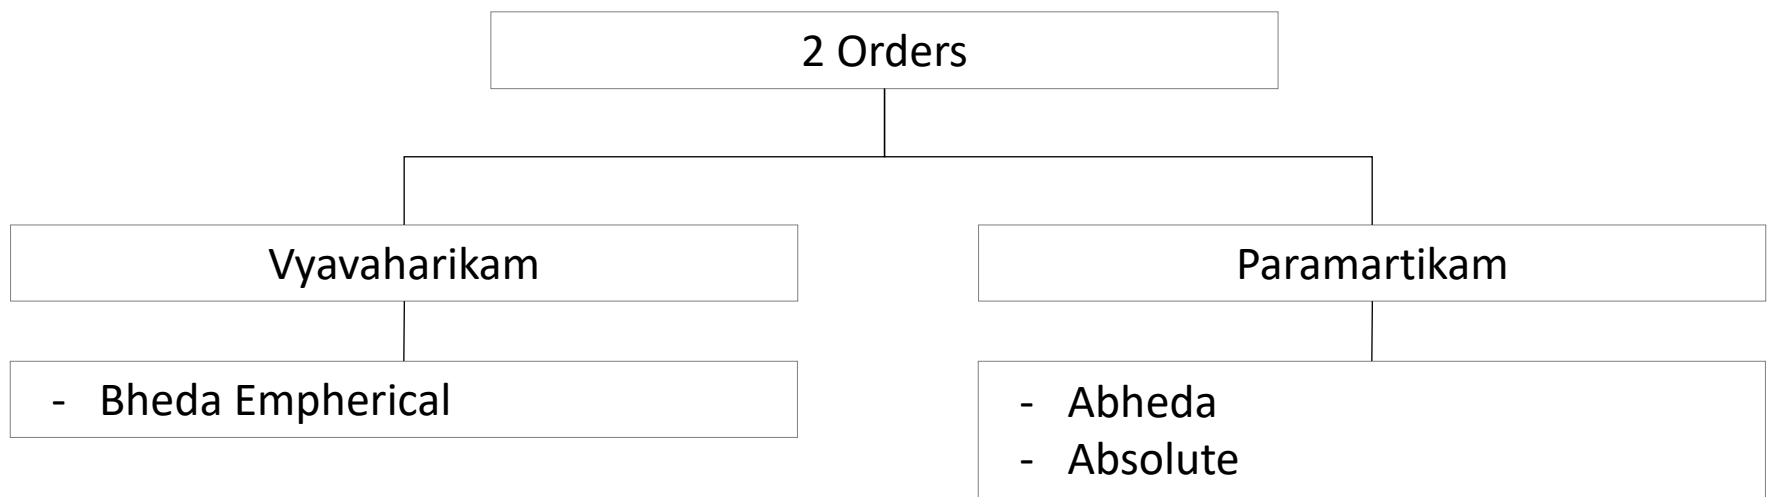 2 Orders
Vyavaharikam
Paramartikam
- Bheda Empherical
- Abheda
- Absolute